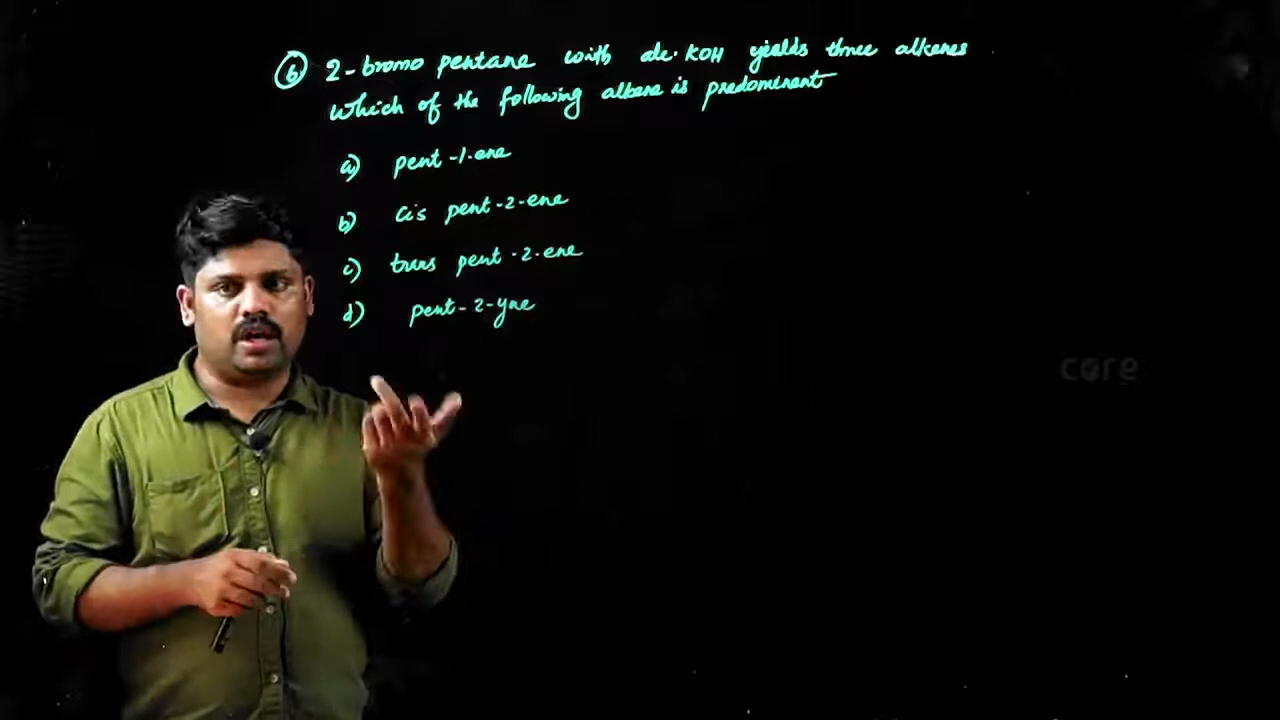 6 2-bromo pentane with alc. KOH yields three alkenes
Which of the following alkene is predominent
a) pent-1-ene
b) cis pent-2-ene
c) trans pent-2-ene
d) pent-2-yne
core